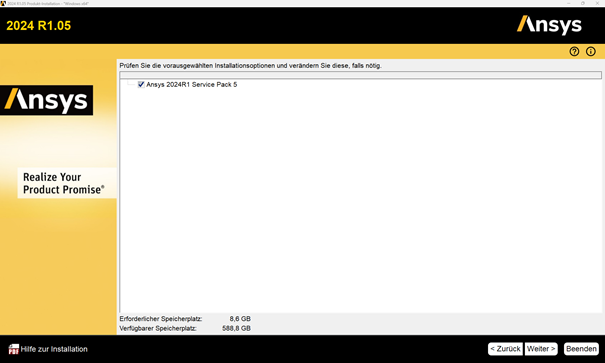 2024 R1.05 Produkt-Installation - "Windows x64"
2024 R1.05
Ansys
Prüfen Sie die vorausgewählten Installationsoptionen und verändern Sie diese, falls nötig.
Ansys 2024R1 Service Pack 5
Ansys
Realize Your
Product Promise®
Erforderlicher Speicherplatz: 8,6 GB
Verfügbarer Speicherplatz: 588,8 GB
PDF Hilfe zur Installation
< Zurück Weiter > Beenden